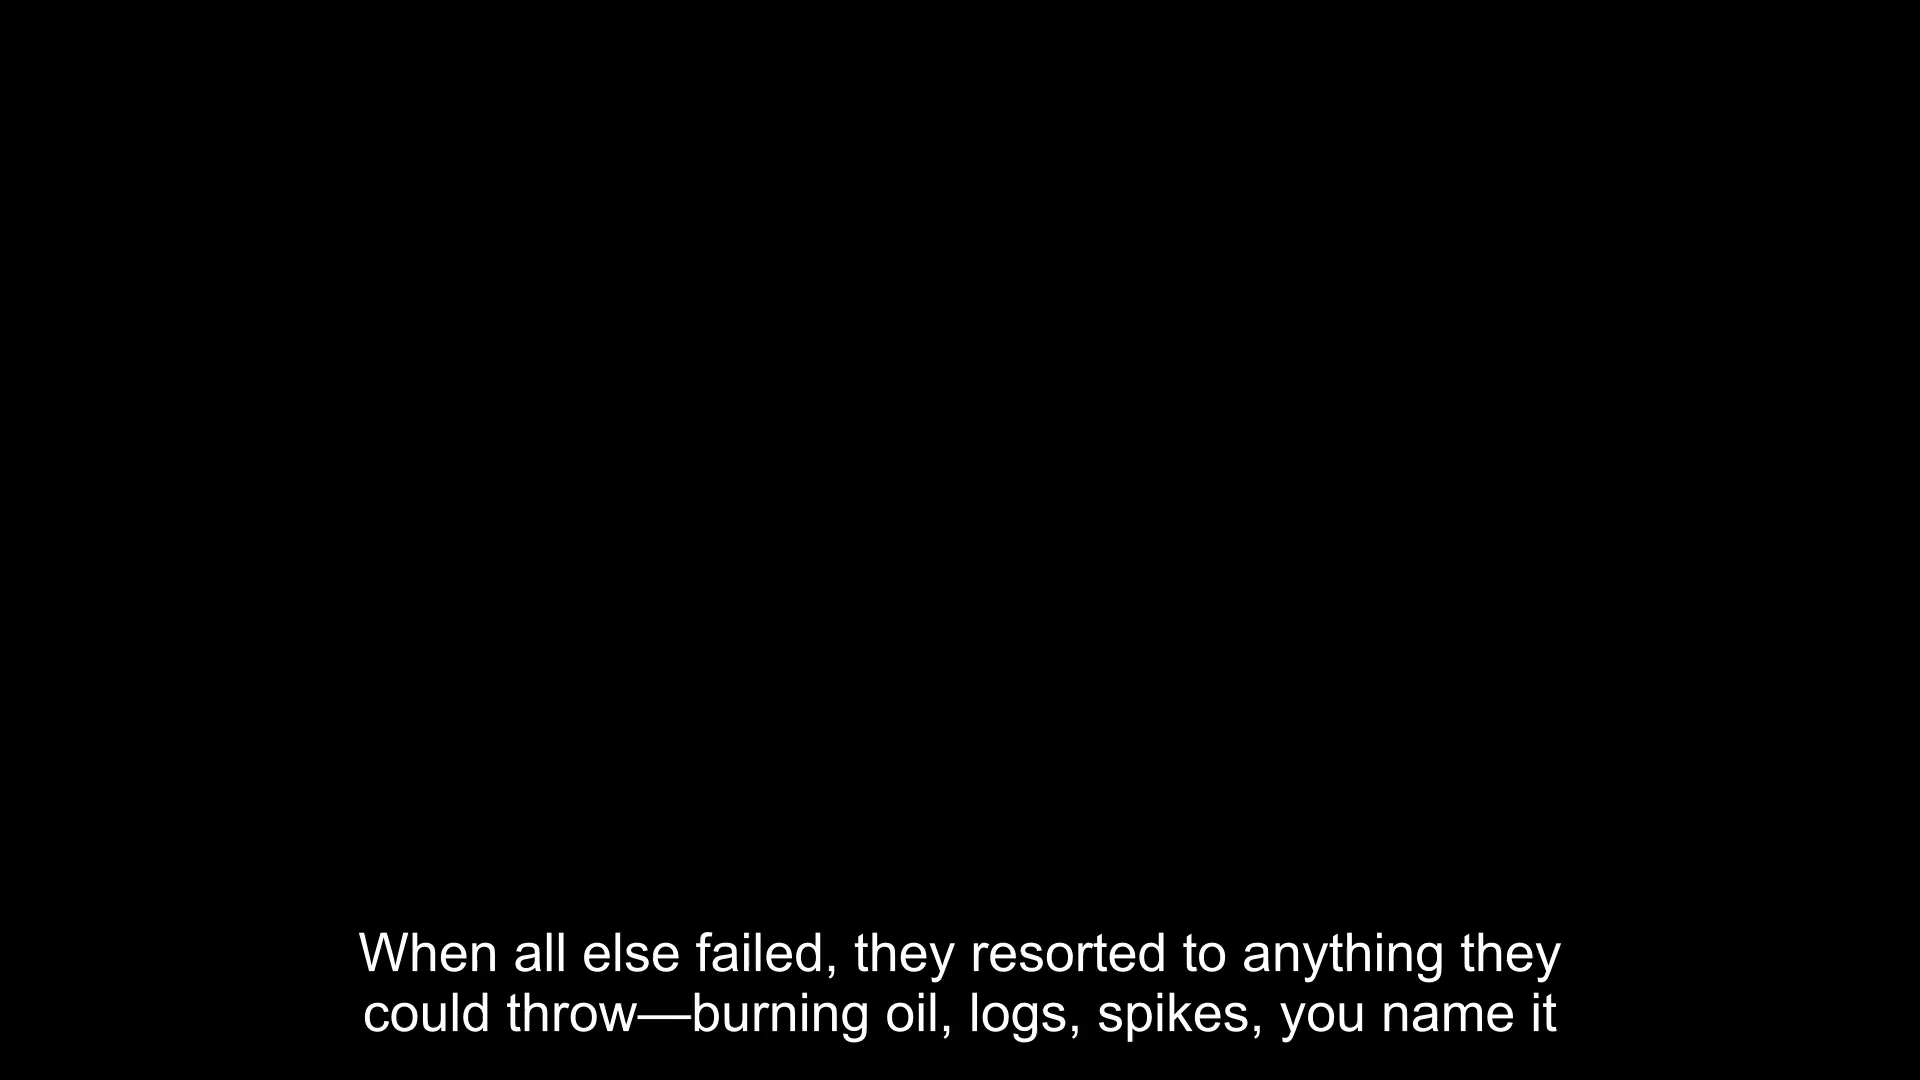 When all else failed, they resorted to anything they
could throw—burning oil, logs, spikes, you name it